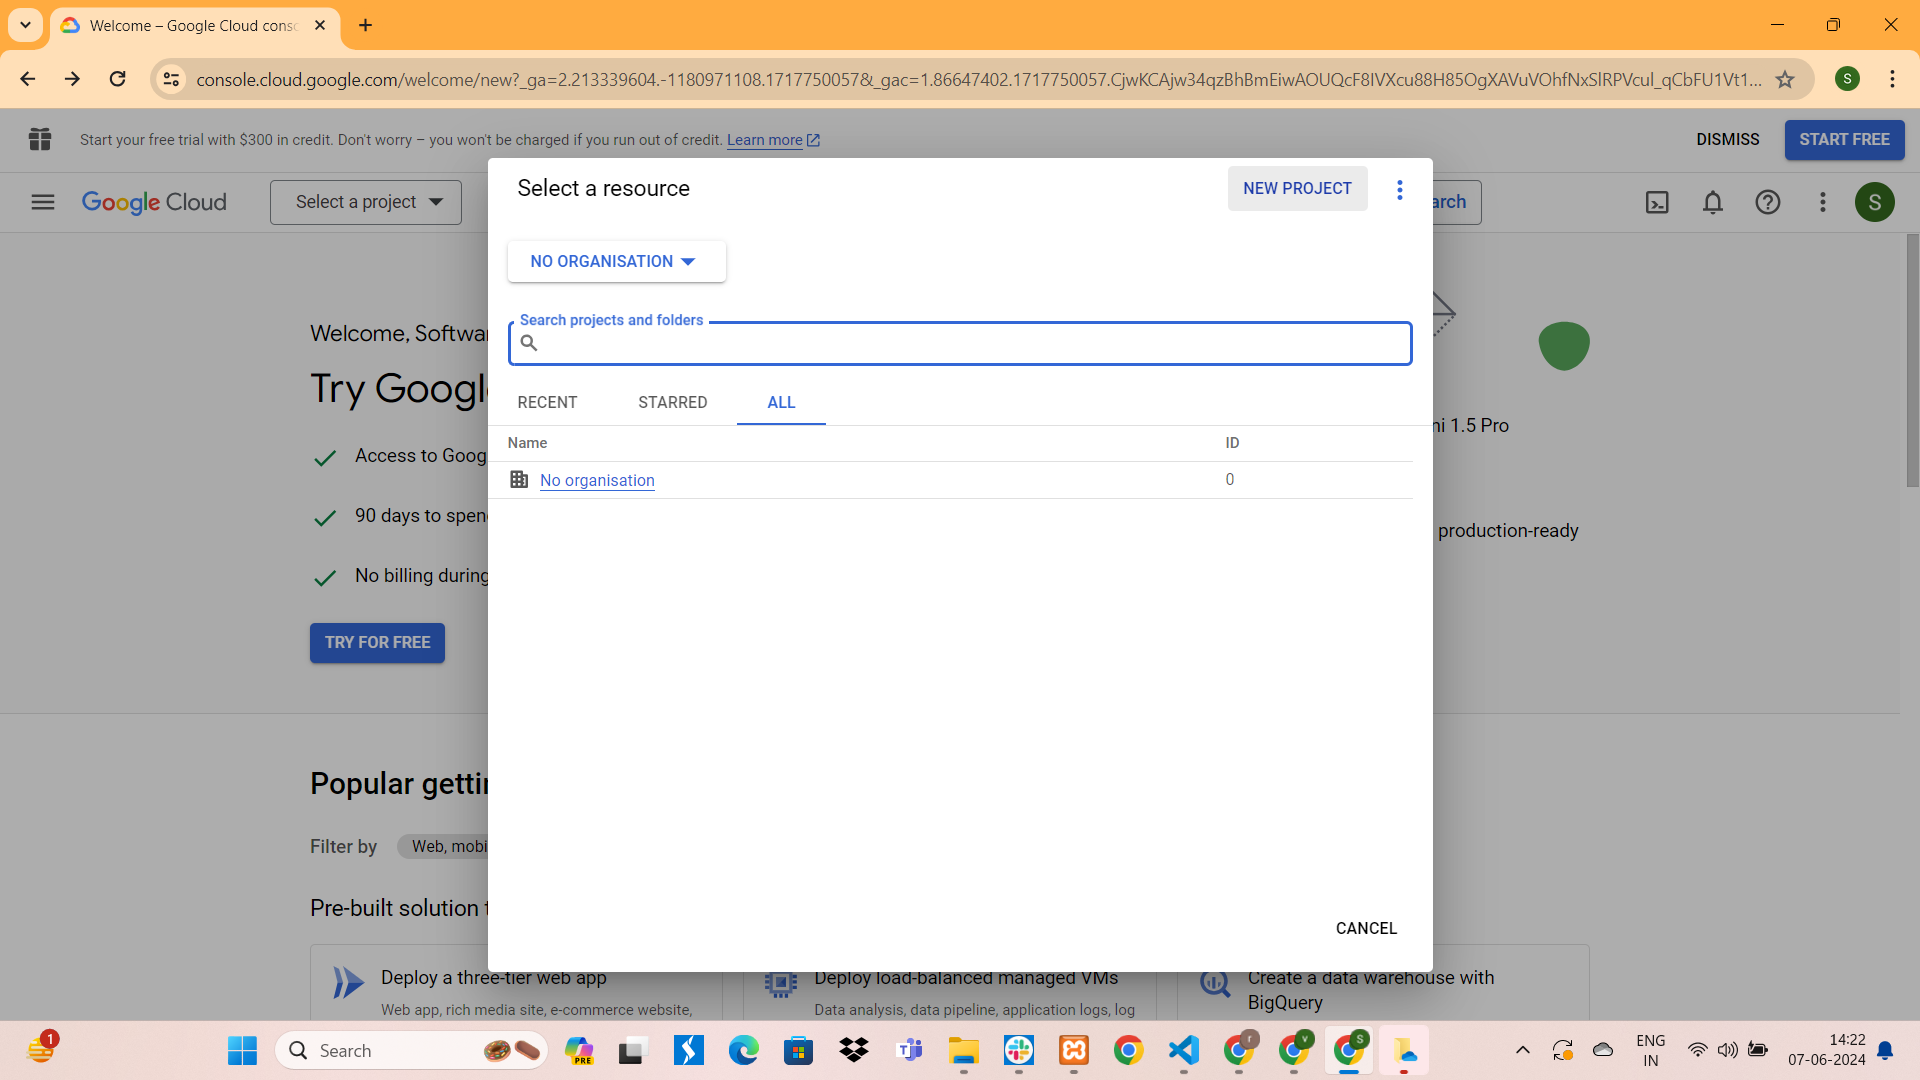 Welcome – Google Cloud cons
console.cloud.google.com/welcome/new?_ga=2.213339604.-1180971108.1717750057&_gac=1.86647402.1717750057.CjwKCAjw34qzBhBmEiwAOUQcF8IVXcu88H85OgXAVuVOhfNxSlRPVcul_qCbFU1Vt1...
S
Start your free trial with $300 in credit. Don't worry – you won't be charged if you run out of credit. Learn more
DISMISS
START FREE
Google Cloud
Select a project
arch
S
Select a resource
NEW PROJECT
NO ORGANISATION
Search projects and folders
RECENT
STARRED
ALL
Name
ID
No organisation
0
CANCEL
Welcome, Softwa
Try Googl
Access to Goog
90 days to spen
No billing during
TRY FOR FREE
ni 1.5 Pro
production-ready
Popular gettin
Filter by
Web, mobi
Pre-built solution t
Deploy a three-tier web app
Web app, rich media site, e-commerce website,
Deploy load-balanced managed VMs
Data analysis, data pipeline, application logs, log
Create a data warehouse with
BigQuery
1
Search
PRE
r
v
S
ENG
IN
14:22
07-06-2024